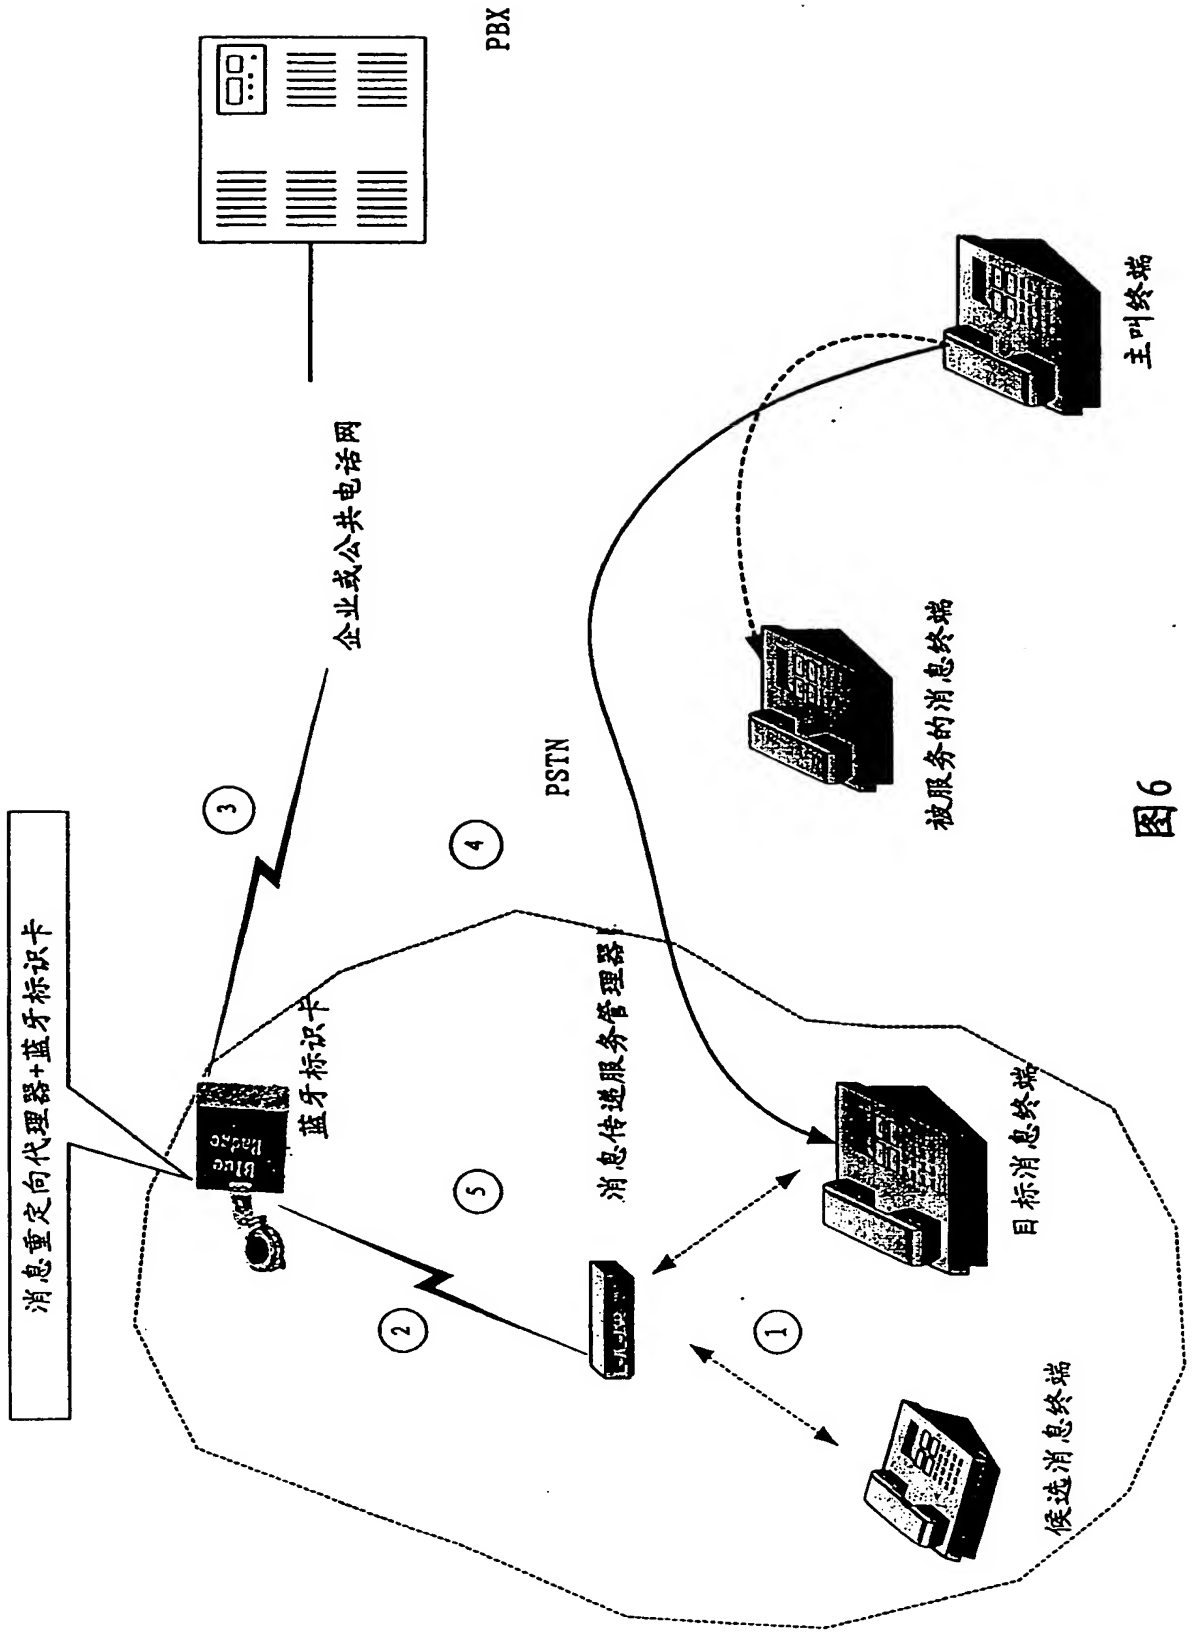 消息重定向代理器+蓝牙标识卡
Blue
Badge
蓝牙标识卡
3
企业或公共电话网
PBX
2
5
4
消息传递服务管理器
PSTN
1
候选消息终端
目标消息终端
被服务的消息终端
主叫终端
图6